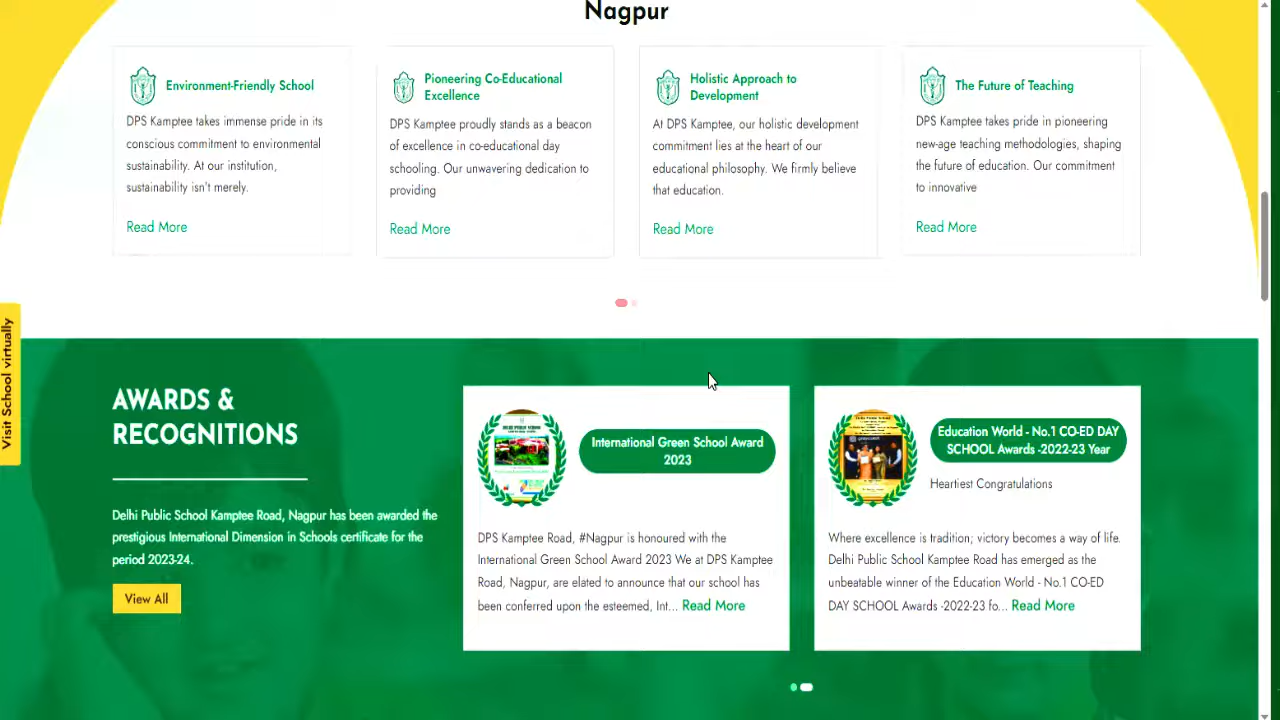 Nagpur
Environment-Friendly School
DPS Kamptee takes immense pride in its
conscious commitment to environmental
sustainability. At our institution,
sustainability isn't merely.
Read More
Pioneering Co-Educational
Excellence
DPS Kamptee proudly stands as a beacon
of excellence in co-educational day
schooling. Our unwavering dedication to
providing
Read More
Holistic Approach to
Development
At DPS Kamptee, our holistic development
commitment lies at the heart of our
educational philosophy. We firmly believe
that education.
Read More
The Future of Teaching
DPS Kamptee takes pride in pioneering
new-age teaching methodologies, shaping
the future of education. Our commitment
to innovative
Read More
Visit School virtually
AWARDS &
RECOGNITIONS
Delhi Public School Kamptee Road, Nagpur has been awarded the
prestigious International Dimension in Schools certificate for the
period 2023-24.
View All
International Green School Award
2023
DPS Kamptee Road, #Nagpur is honoured with the
International Green School Award 2023 We at DPS Kamptee
Road, Nagpur, are elated to announce that our school has
been conferred upon the esteemed, Int... Read More
Education World - No.1 CO-ED DAY
SCHOOL Awards -2022-23 Year
Heartiest Congratulations
Where excellence is tradition; victory becomes a way of life.
Delhi Public School Kamptee Road has emerged as the
unbeatable winner of the Education World - No.1 CO-ED
DAY SCHOOL Awards -2022-23 fo... Read More